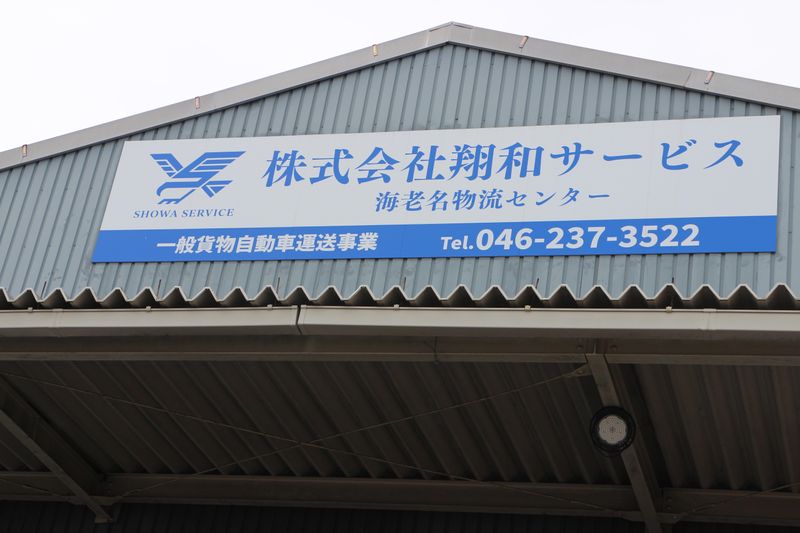 株式会社翔和サービス
SHOWA SERVICE
海老名物流センター
一般貨物自動車運送事業
Tel.046-237-3522